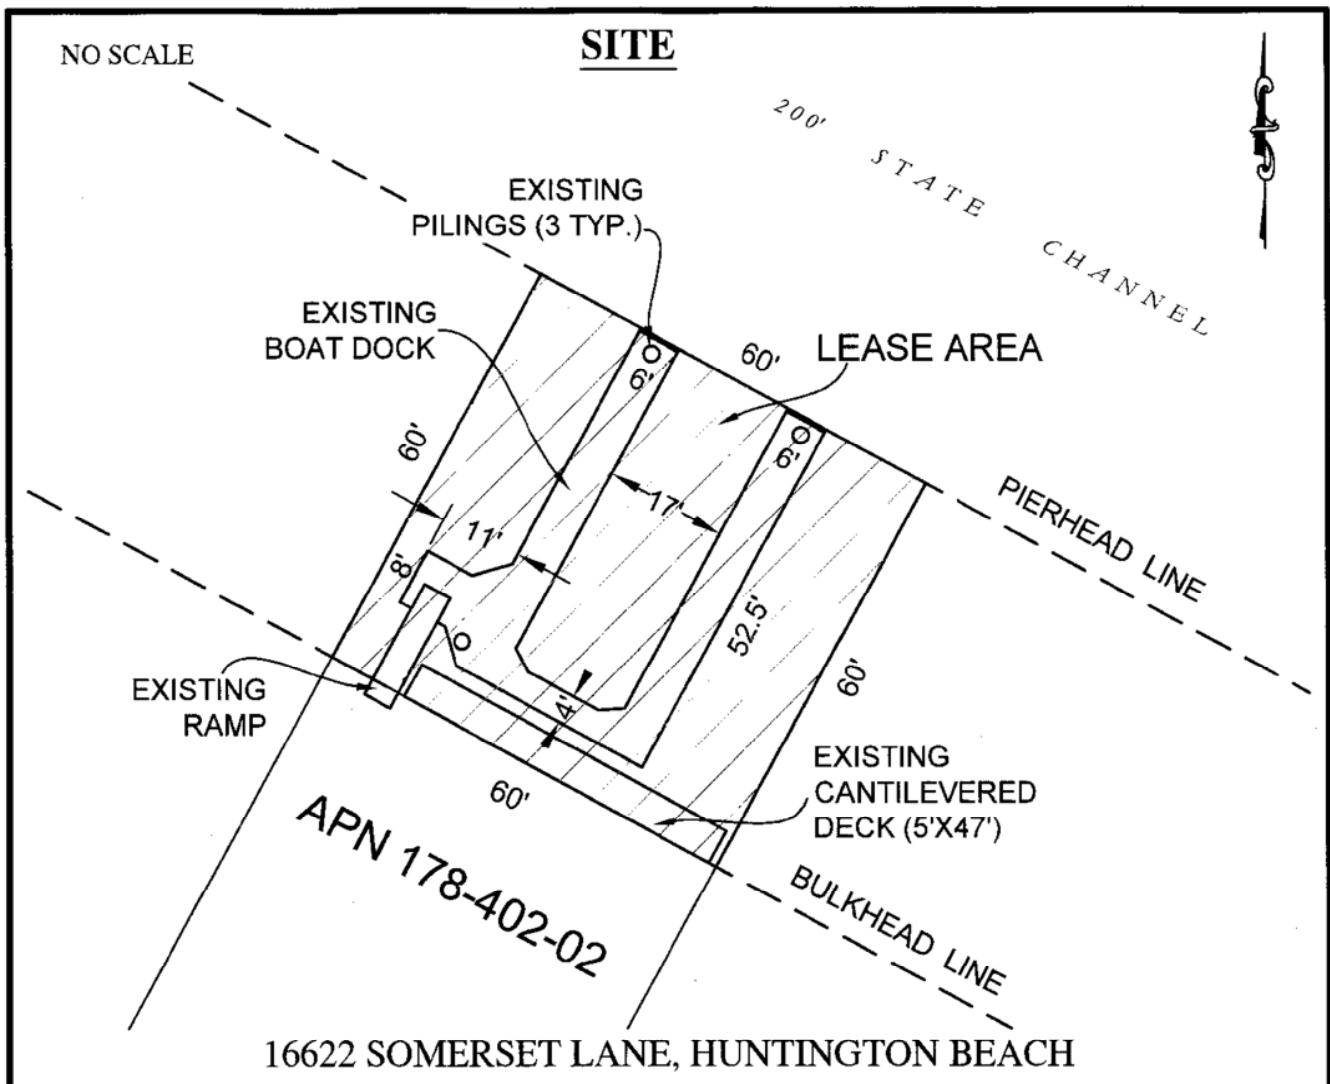 SITE
NO SCALE
200' STATE CHANNEL
EXISTING
PILINGS (3 TYP.)
EXISTING
BOAT DOCK
60'
LEASE AREA
6'
6'
60'
17'
11'
8'
PIERHEAD LINE
52.5'
60'
4'
EXISTING
RAMP
60'
EXISTING
CANTILEVERED
DECK (5'X47')
APN 178-402-02
BULKHEAD LINE
16622 SOMERSET LANE, HUNTINGTON BEACH